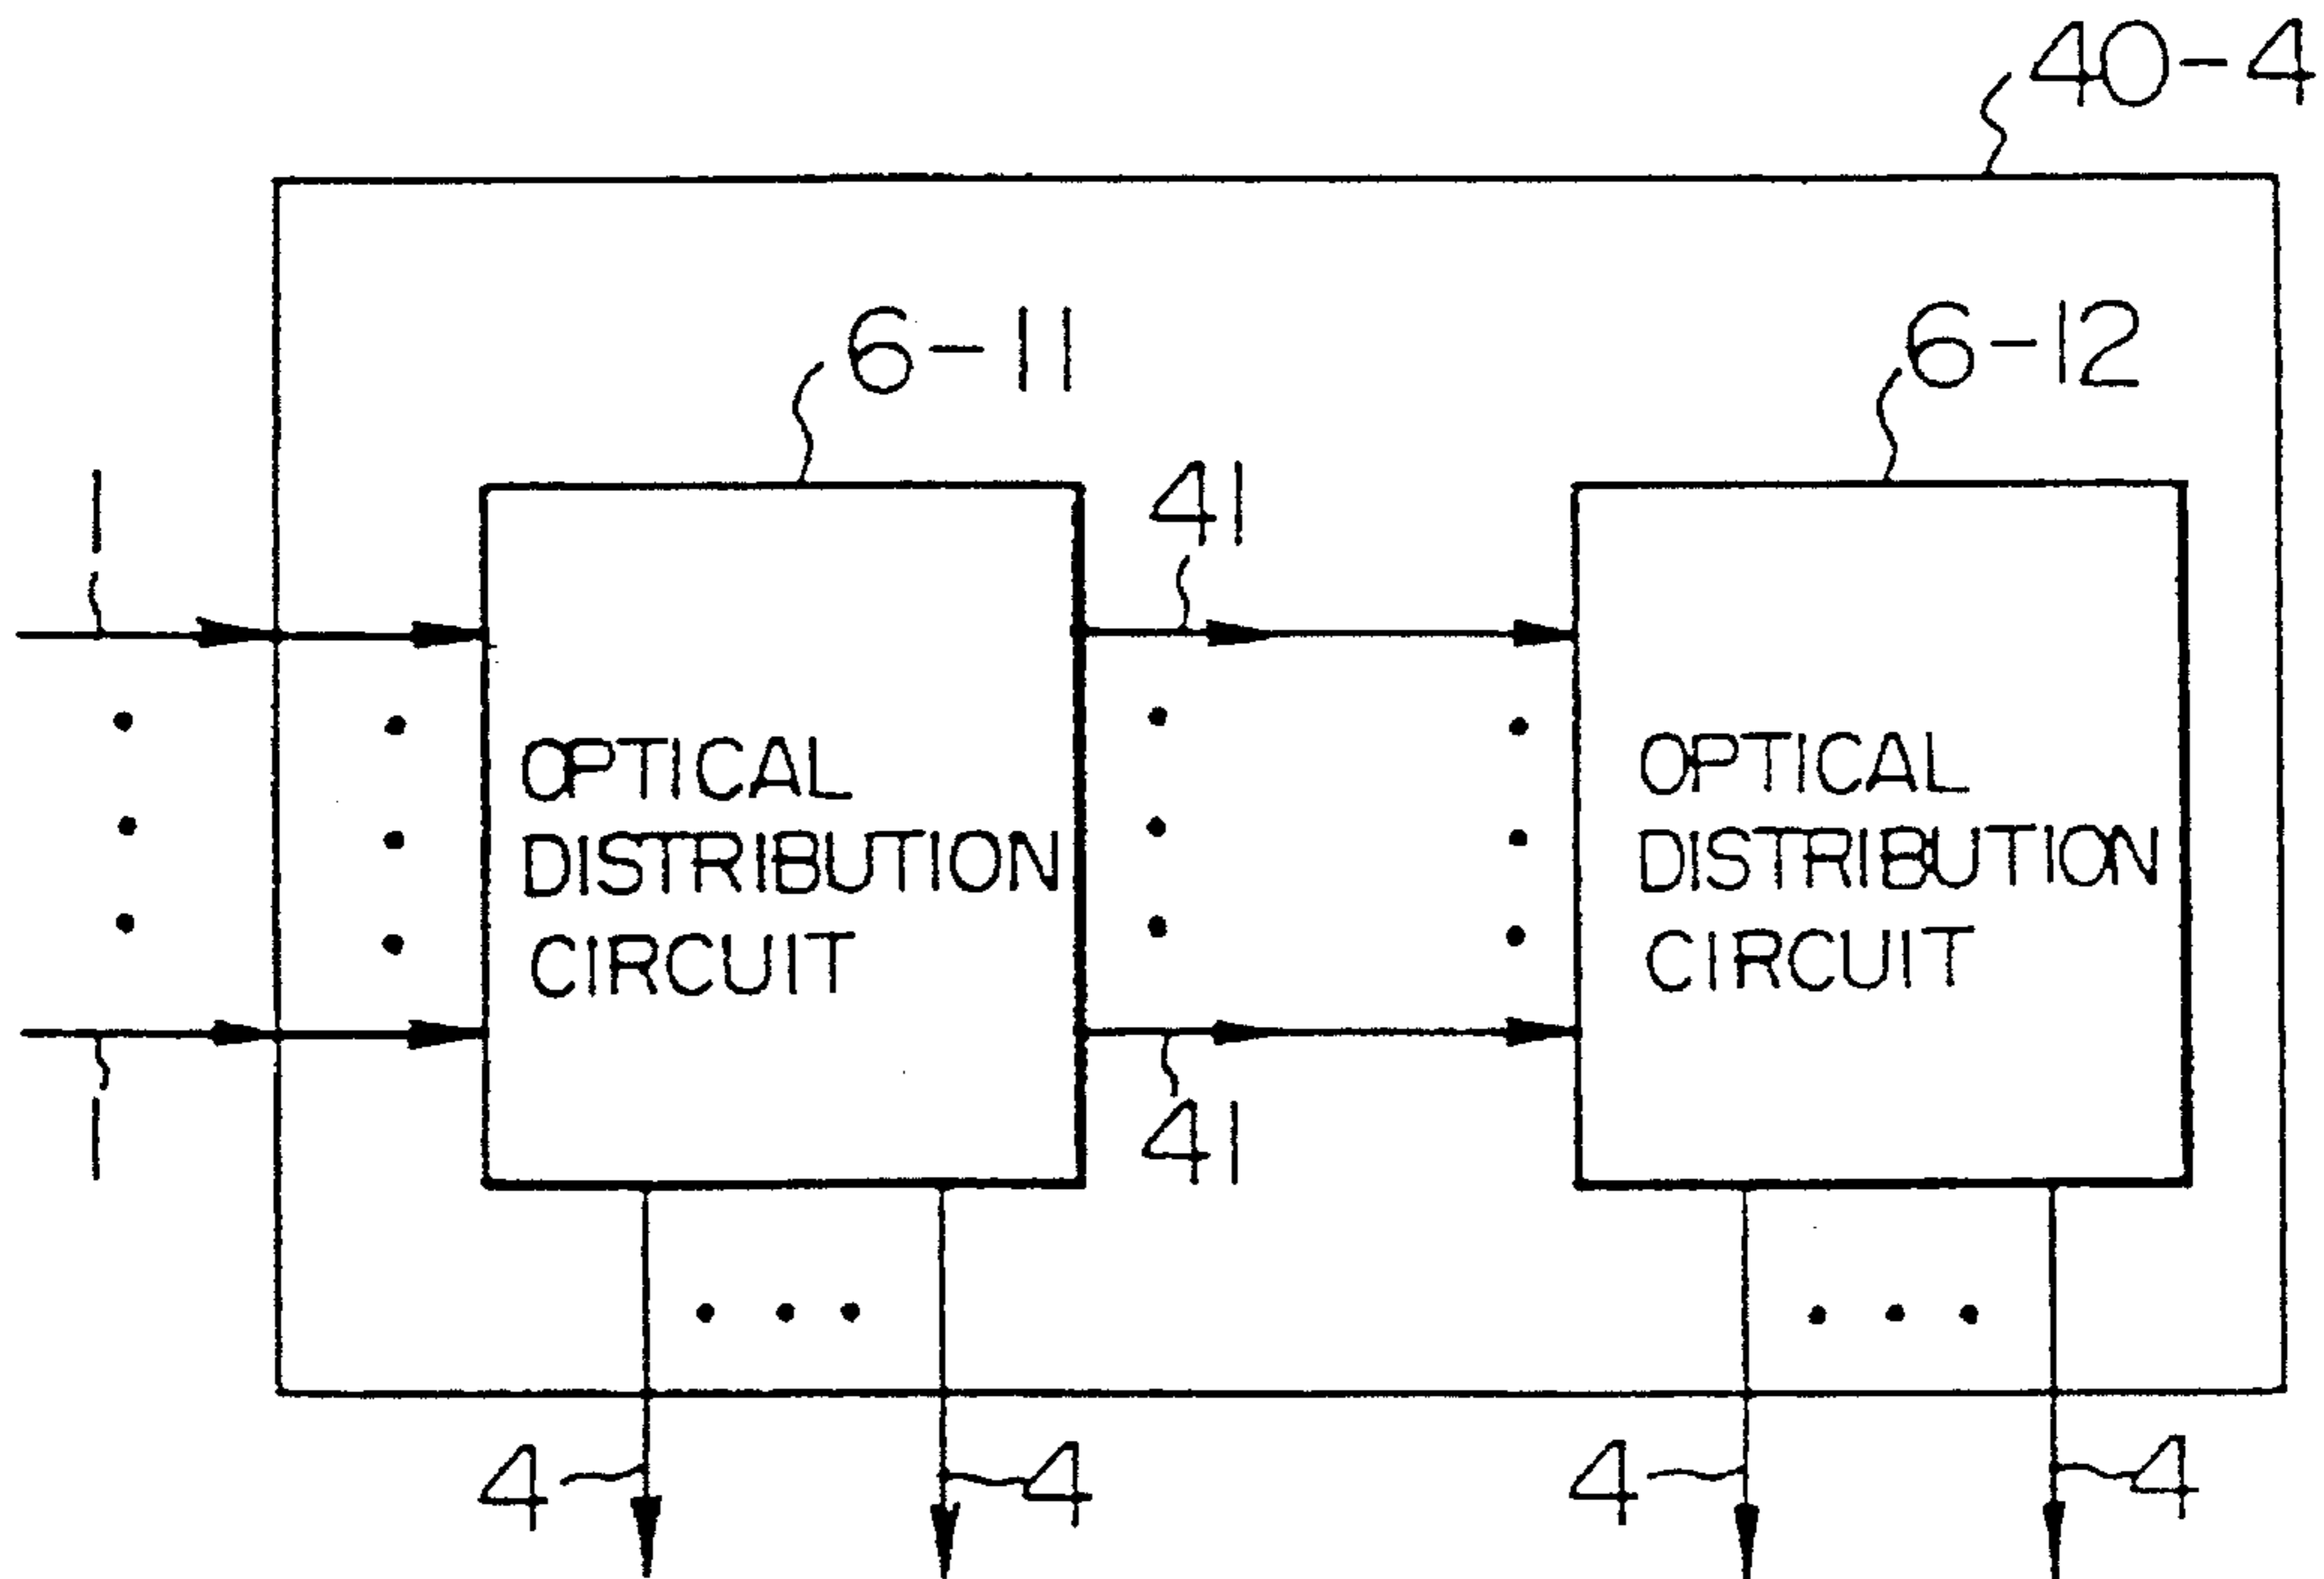 40-4
6-11
6-12
1
41
OPTICAL
DISTRIBUTION
CIRCUIT
OPTICAL
DISTRIBUTION
CIRCUIT
1
41
4
4
4
4